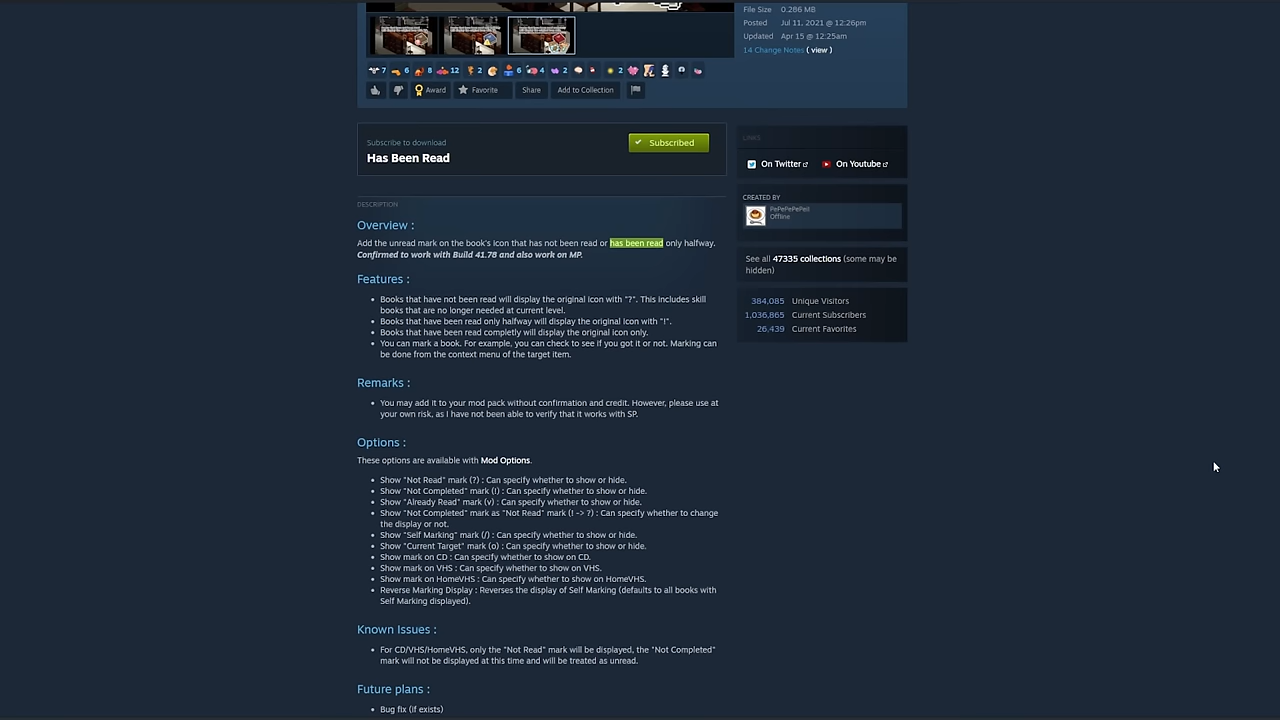 File Size 0.286 MB
Posted Jul 11, 2021 @ 12:26pm
Updated Apr 15 @ 12:25am
14 Change Notes ( view )
7 6 8 12 2 6 4 2 2
Award Favorite Share Add to Collection
Subscribe to download
Has Been Read
Subscribed
LINKS
On Twitter On Youtube
CREATED BY
PePePePePeil
Offline
See all 47335 collections (some may be
hidden)
384,085 Unique Visitors
1,036,865 Current Subscribers
26,439 Current Favorites
DESCRIPTION
Overview :
Add the unread mark on the book's icon that has not been read or has been read only halfway.
Confirmed to work with Build 41.78 and also work on MP.
Features :
• Books that have not been read will display the original icon with "?". This includes skill
books that are no longer needed at current level.
• Books that have been read only halfway will display the original icon with "!".
• Books that have been read completly will display the original icon only.
• You can mark a book. For example, you can check to see if you got it or not. Marking can
be done from the context menu of the target item.
Remarks :
• You may add it to your mod pack without confirmation and credit. However, please use at
your own risk, as I have not been able to verify that it works with SP.
Options :
These options are available with Mod Options.
• Show "Not Read" mark (?) : Can specify whether to show or hide.
• Show "Not Completed" mark (!) : Can specify whether to show or hide.
• Show "Already Read" mark (v) : Can specify whether to show or hide.
• Show "Not Completed" mark as "Not Read" mark (! -> ?) : Can specify whether to change
the display or not.
• Show "Self Marking" mark (/) : Can specify whether to show or hide.
• Show "Current Target" mark (o) : Can specify whether to show or hide.
• Show mark on CD : Can specify whether to show on CD.
• Show mark on VHS : Can specify whether to show on VHS.
• Show mark on HomeVHS : Can specify whether to show on HomeVHS.
• Reverse Marking Display : Reverses the display of Self Marking (defaults to all books with
Self Marking displayed).
Known Issues :
• For CD/VHS/HomeVHS, only the "Not Read" mark will be displayed, the "Not Completed"
mark will not be displayed at this time and will be treated as unread.
Future plans :
• Bug fix (if exists)